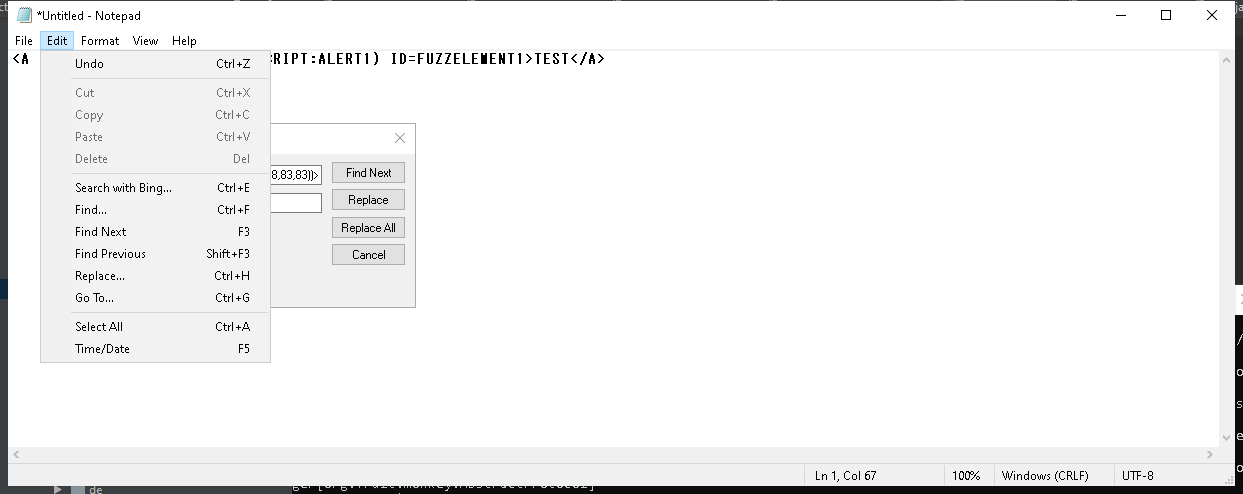 *Untitled - Notepad
File Edit Format View Help
<A RIPT:ALERT1) ID=FUZZELEMENT1>TEST</A>
Undo Ctrl+Z
Cut Ctrl+X
Copy Ctrl+C
Paste Ctrl+V
Delete Del
Search with Bing... Ctrl+E
Find... Ctrl+F
Find Next F3
Find Previous Shift+F3
Replace... Ctrl+H
Go To... Ctrl+G
Select All Ctrl+A
Time/Date F5
8,83,83))>
Find Next
Replace
Replace All
Cancel
Ln 1, Col 67 100% Windows (CRLF) UTF-8
de